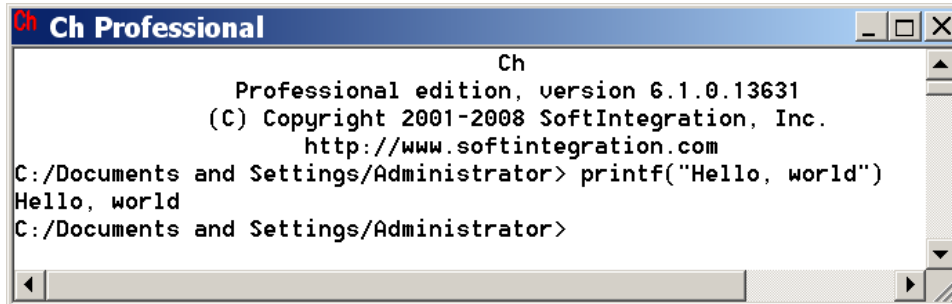 Ch Ch Professional
Ch
Professional edition, version 6.1.0.13631
(C) Copyright 2001-2008 SoftIntegration, Inc.
http://www.softintegration.com
C:/Documents and Settings/Administrator> printf("Hello, world")
Hello, world
C:/Documents and Settings/Administrator>